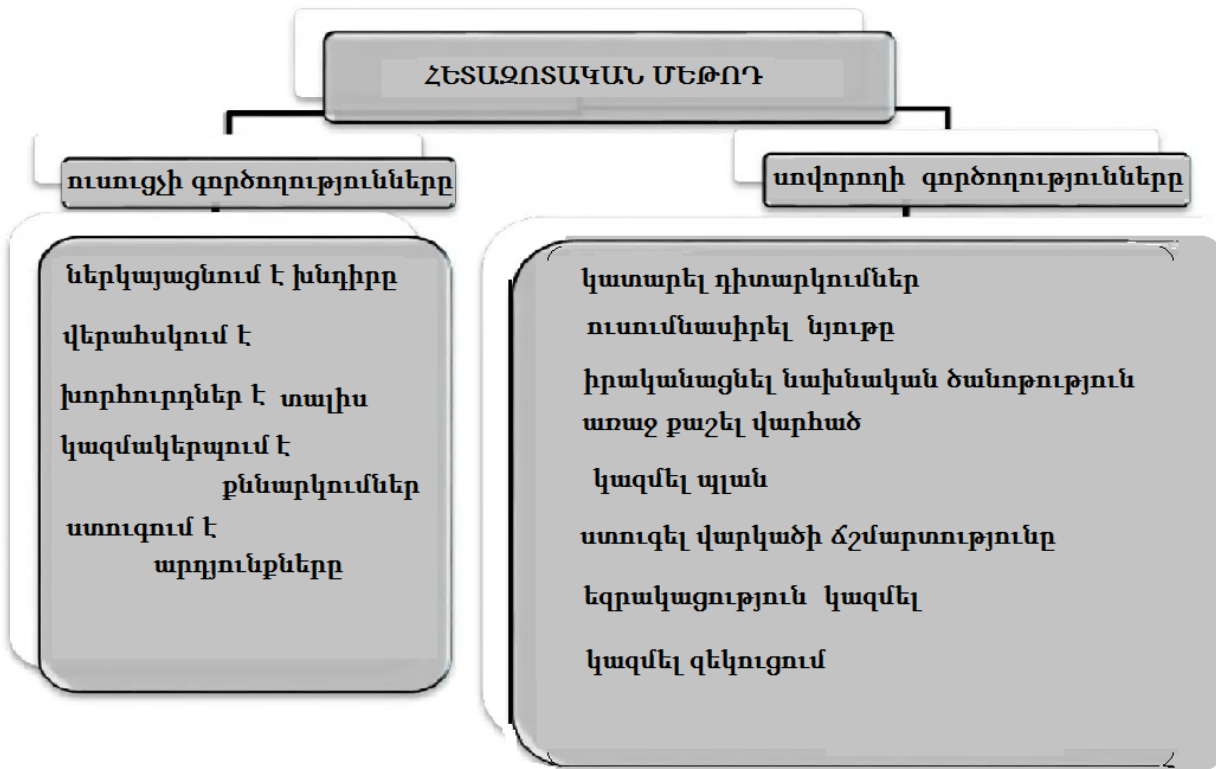 ՀԵՏԱԶՈՏԱԿԱՆ ՄԵԹՈԴ
ուսուցչի գործողությունները
ներկայացնում է խնդիրը
վերահսկում է
խորհուրդներ է տալիս
կազմակերպում է
քննարկումներ
ստուգում է
արդյունքները
սովորողի գործողությունները
կատարել դիտարկումներ
ուսումնասիրել նյութը
իրականացնել նախնական ծանոթություն
առաջ քաշել վարհած
կազմել պլան
ստուգել վարկածի ճշմարտությունը
եզրակացություն կազմել
կազմել զեկուցում